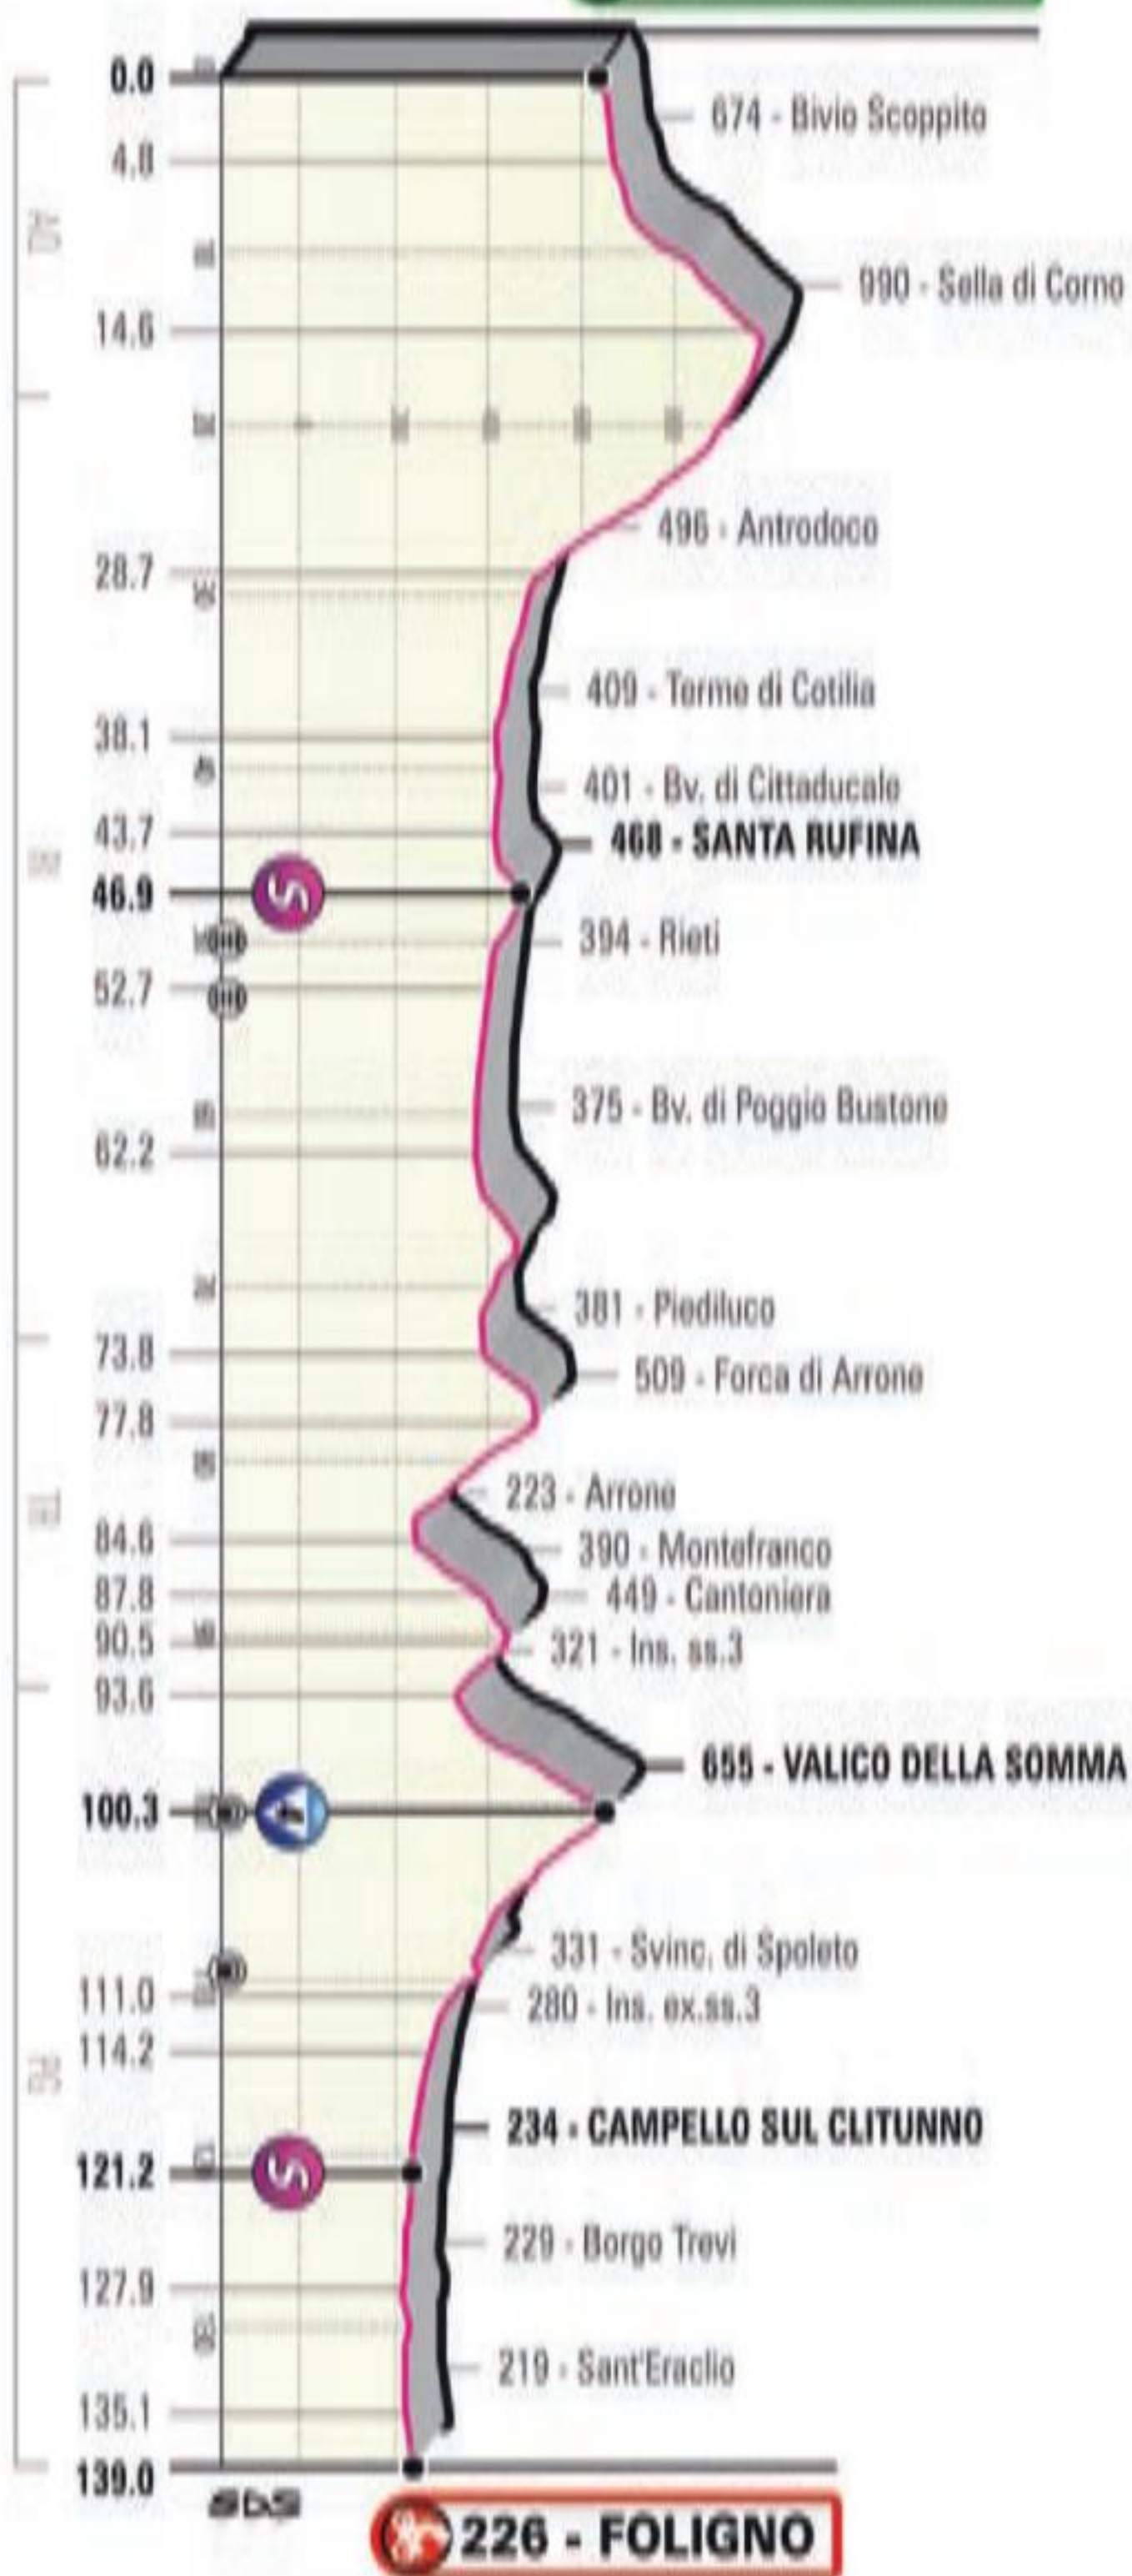 0.0
674 - Bivio Scoppito
4.8
AQ
990 - Sella di Corno
14.6
496 - Antrodoco
28.7
30
409 - Terme di Cotilia
38.1
40
401 - Bv. di Cittaducale
43.7
468 - SANTA RUFINA
46.9
S
394 - Rieti
52.7
375 - Bv. di Poggio Bustone
62.2
381 - Piediluco
73.8
509 - Forca di Arrone
77.8
223 - Arrone
84.6
390 - Montefranco
87.8
449 - Cantoniera
90.5
321 - Ins. ss.3
93.6
655 - VALICO DELLA SOMMA
100.3
331 - Svinc. di Spoleto
111.0
280 - Ins. ex.ss.3
114.2
PG
234 - CAMPELLO SUL CLITUNNO
121.2
S
229 - Borgo Trevi
127.9
219 - Sant'Eraclio
135.1
139.0
SDS
226 - FOLIGNO